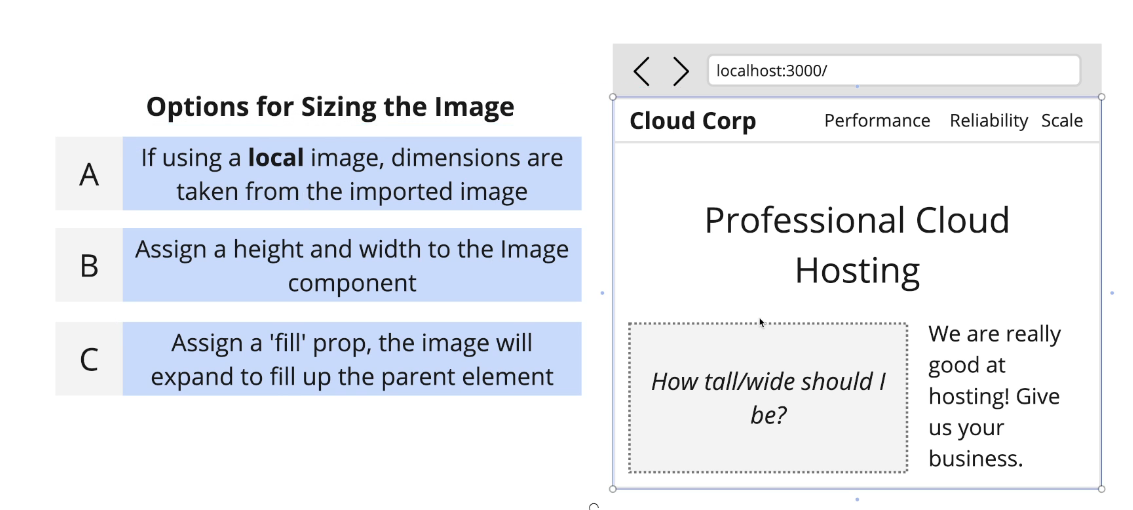 Options for Sizing the Image
A
If using a local image, dimensions are
taken from the imported image
B
Assign a height and width to the Image
component
C
Assign a 'fill' prop, the image will
expand to fill up the parent element
localhost:3000/
Cloud Corp
Performance
Reliability
Scale
Professional Cloud
Hosting
How tall/wide should I
be?
We are really
good at
hosting! Give
us your
business.